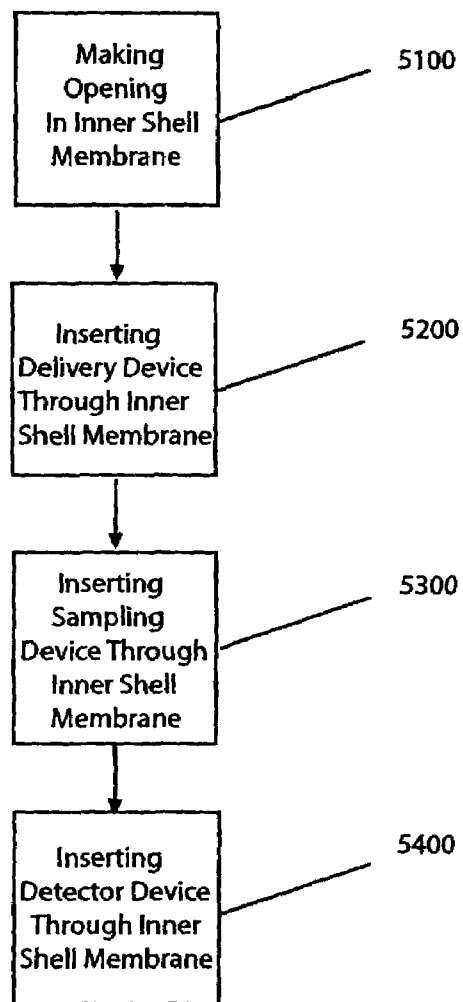 Making
Opening
In Inner Shell
Membrane
5100
Inserting
Delivery Device
Through Inner
Shell Membrane
5200
Inserting
Sampling
Device Through
Inner Shell
Membrane
5300
Inserting
Detector Device
Through Inner
Shell Membrane
5400